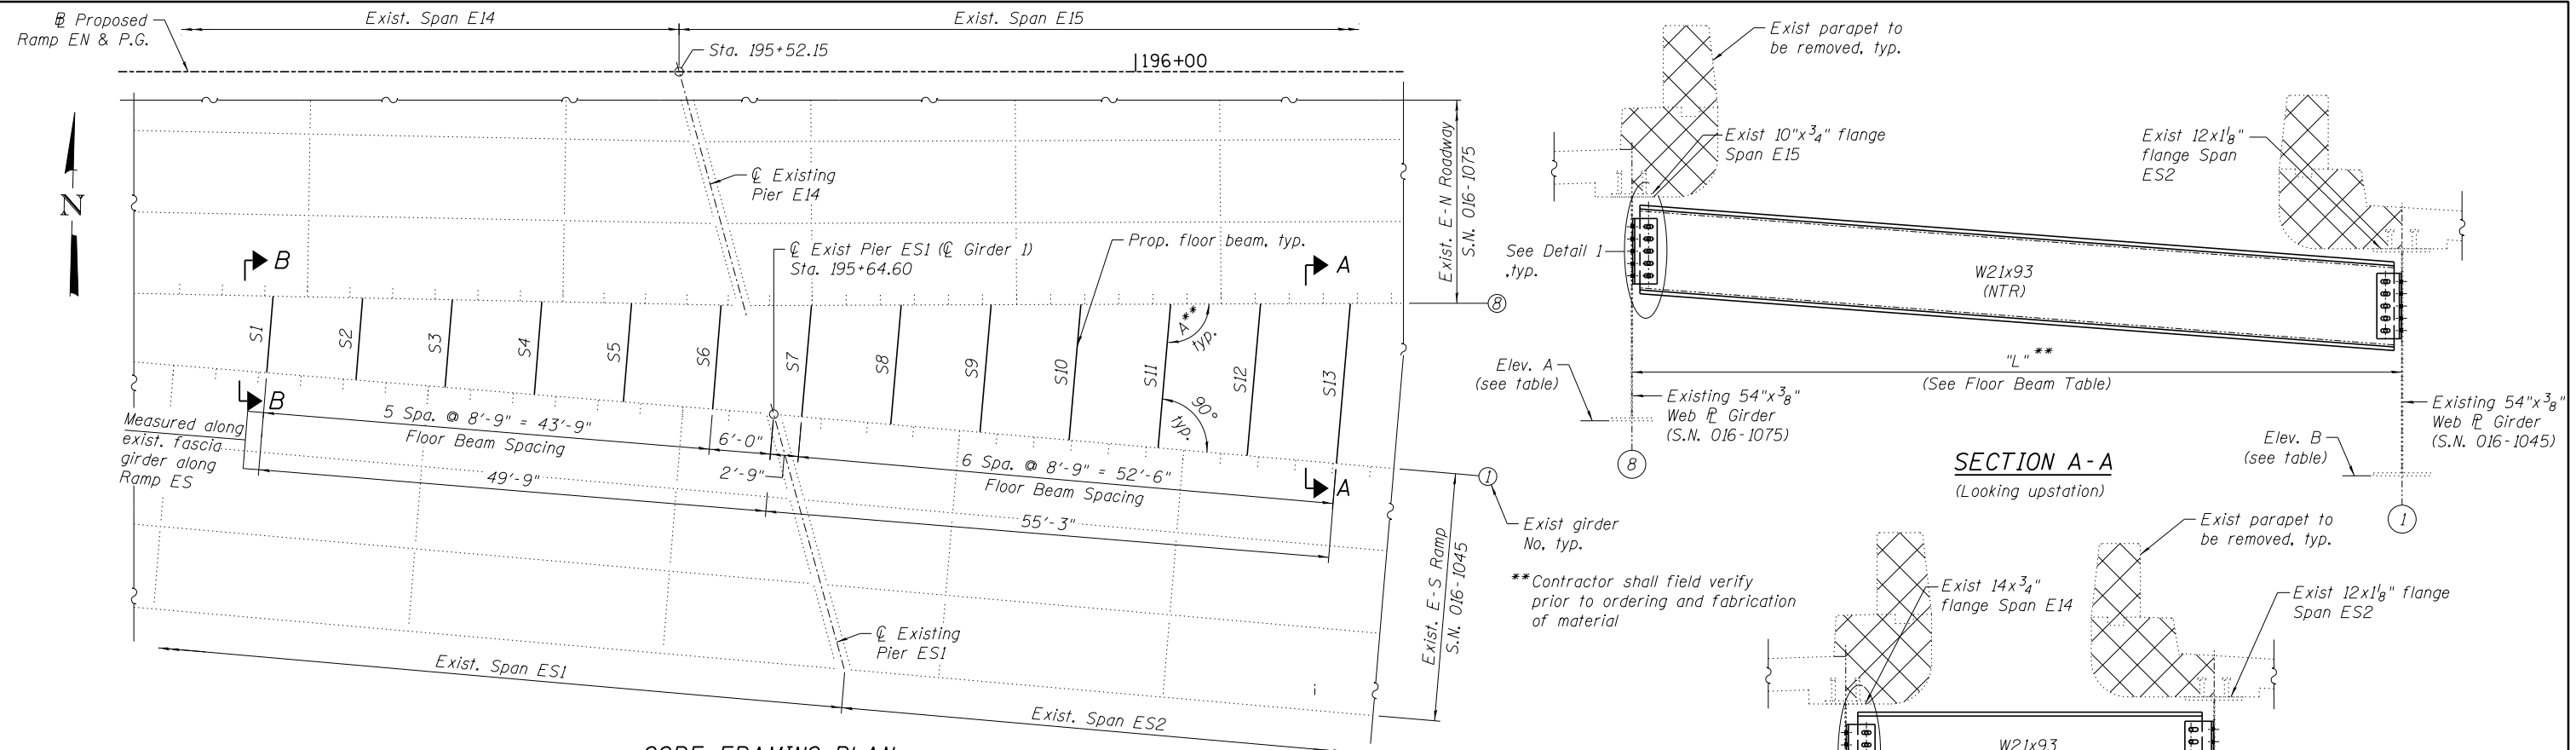 ℄ Proposed
Ramp EN & P.G.
Exist. Span E14
Exist. Span E15
Sta. 195+52.15
196+00
N
℄ Existing
Pier E14
℄ Exist Pier ES1 (℄ Girder 1)
Sta. 195+64.60
Prop. floor beam, typ.
Exist. E-N Roadway
S.N. 016-1075
B
A
8
S1
S2
S3
S4
S5
S6
S7
S8
S9
S10
S11
S12
S13
A**
typ.
90°
typ.
B
A
Measured along
exist. fascia
girder along
Ramp ES
5 Spa. @ 8'-9" = 43'-9"
Floor Beam Spacing
6'-0"
2'-9"
6 Spa. @ 8'-9" = 52'-6"
Floor Beam Spacing
49'-9"
55'-3"
1
Exist girder
No, typ.
Exist. E-S Ramp
S.N. 016-1045
℄ Existing
Pier ES1
Exist. Span ES1
Exist. Span ES2
**Contractor shall field verify
prior to ordering and fabrication
of material
Exist parapet to
be removed, typ.
Exist 10"x3/4" flange
Span E15
Exist 12x1 1/8"
flange Span
ES2
See Detail 1
,typ.
W21x93
(NTR)
"L" **
(See Floor Beam Table)
Elev. A
(see table)
Existing 54"x3/8"
Web ℄ Girder
(S.N. 016-1075)
8
Existing 54"x3/8"
Web ℄ Girder
(S.N. 016-1045)
Elev. B
(see table)
1
SECTION A-A
(Looking upstation)
Exist parapet to
be removed, typ.
Exist 14x3/4"
flange Span E14
Exist 12x1 1/8" flange
Span ES2
W21x93